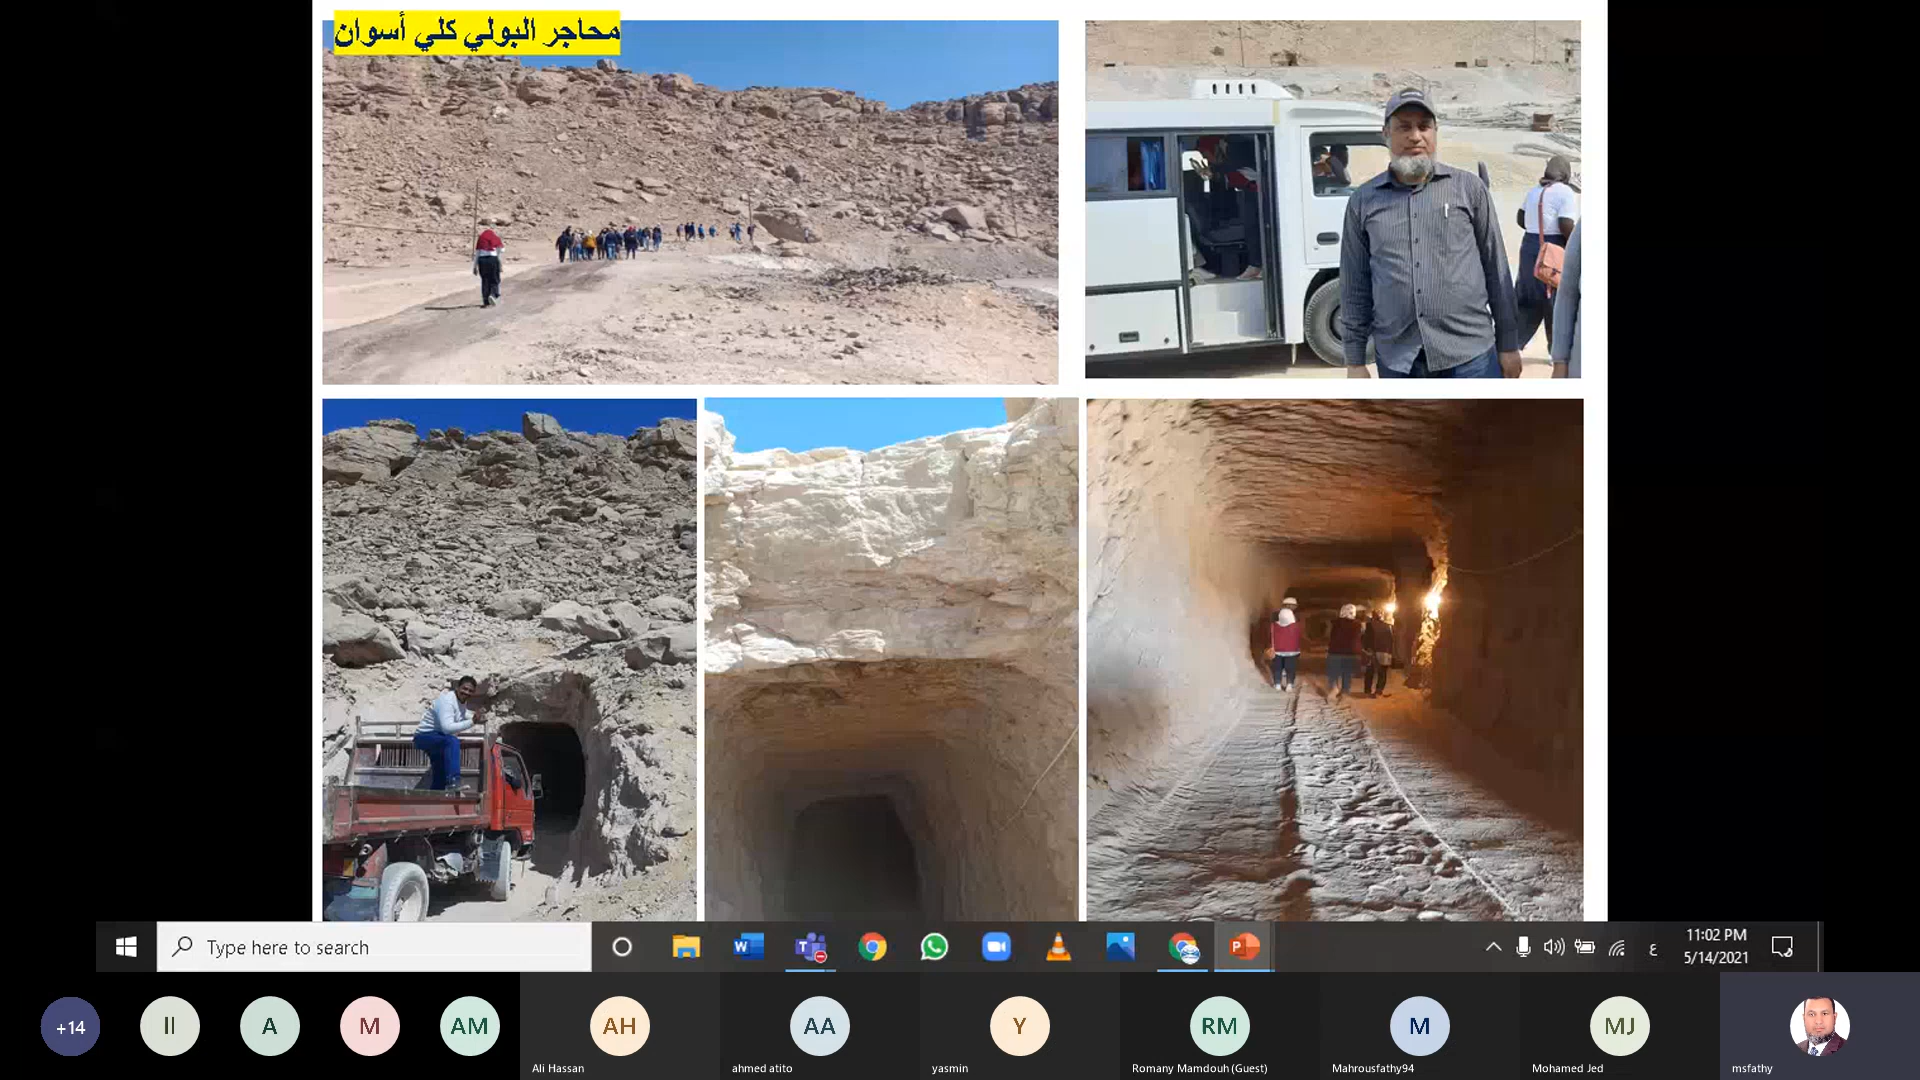 محاجر البولي كلي أسوان
Type here to search
ع
11:02 PM
5/14/2021
+14
II
A
M
AM
AH
Ali Hassan
AA
ahmed atito
Y
yasmin
RM
Romany Mamdouh (Guest)
M
Mahrousfathy94
MJ
Mohamed Jed
msfathy